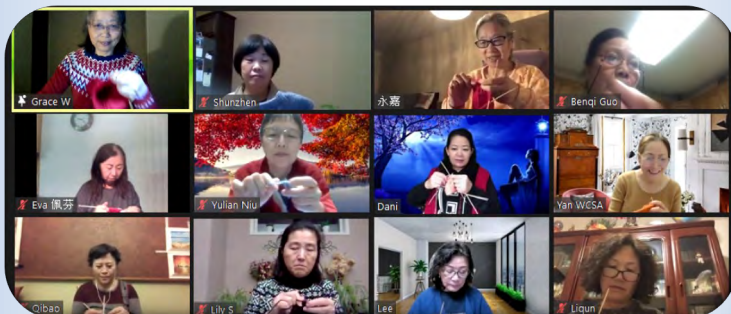 Grace W
Shunzhen
永嘉
Benqi Guo
Eva 佩芬
Yulian Niu
Dani
Yan WCSA
Qibao
Lily S
Lee
Liqun